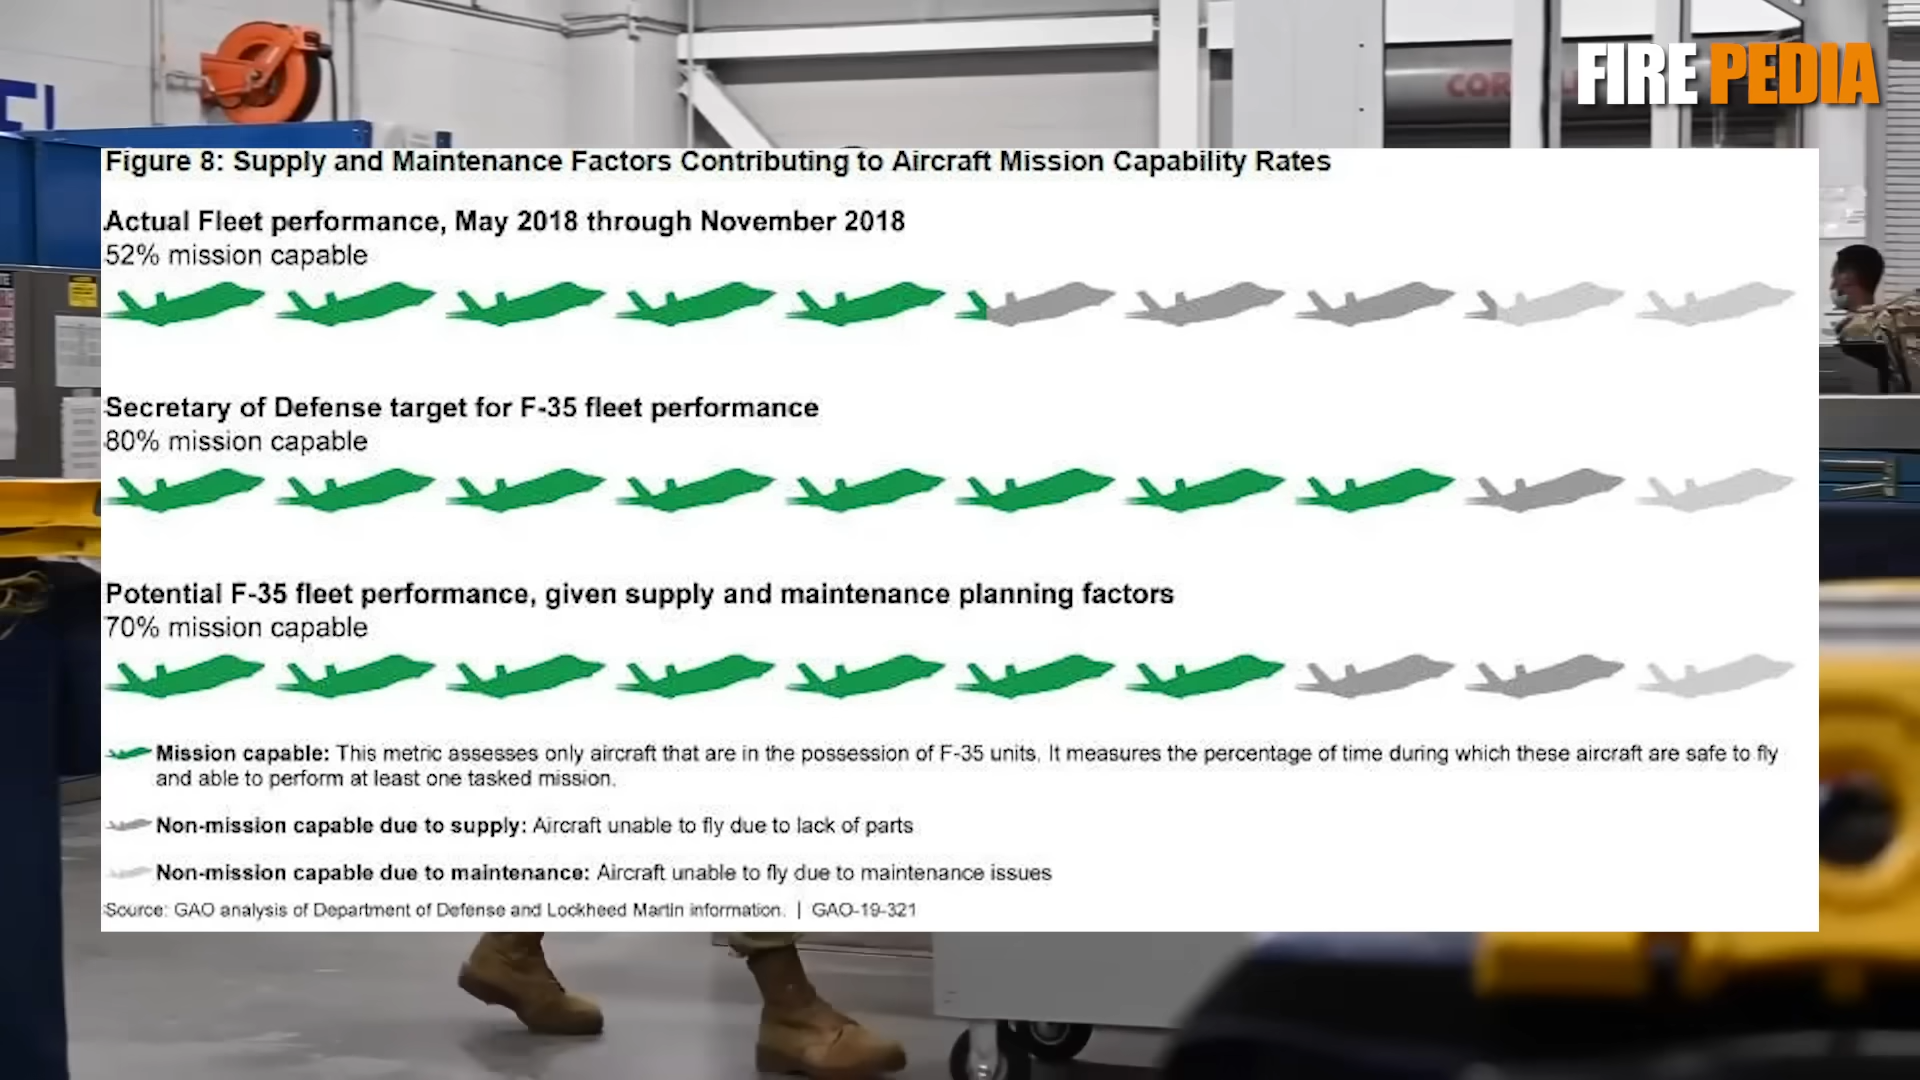 FIRE PEDIA
Figure 8: Supply and Maintenance Factors Contributing to Aircraft Mission Capability Rates
Actual Fleet performance, May 2018 through November 2018
52% mission capable
Secretary of Defense target for F-35 fleet performance
80% mission capable
Potential F-35 fleet performance, given supply and maintenance planning factors
70% mission capable
Mission capable: This metric assesses only aircraft that are in the possession of F-35 units. It measures the percentage of time during which these aircraft are safe to fly
and able to perform at least one tasked mission.
Non-mission capable due to supply: Aircraft unable to fly due to lack of parts
Non-mission capable due to maintenance: Aircraft unable to fly due to maintenance issues
Source: GAO analysis of Department of Defense and Lockheed Martin information. | GAO-19-321